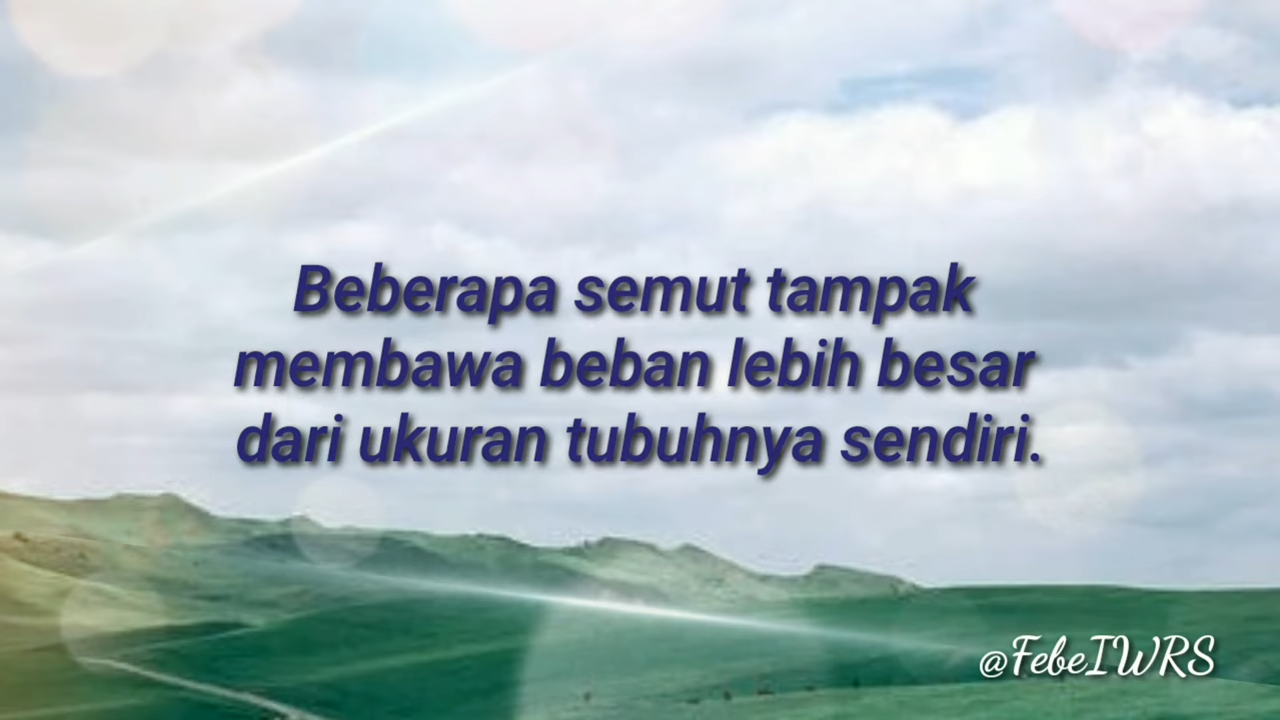 Beberapa semut tampak
membawa beban lebih besar
dari ukuran tubuhnya sendiri.
@FebeIWRS